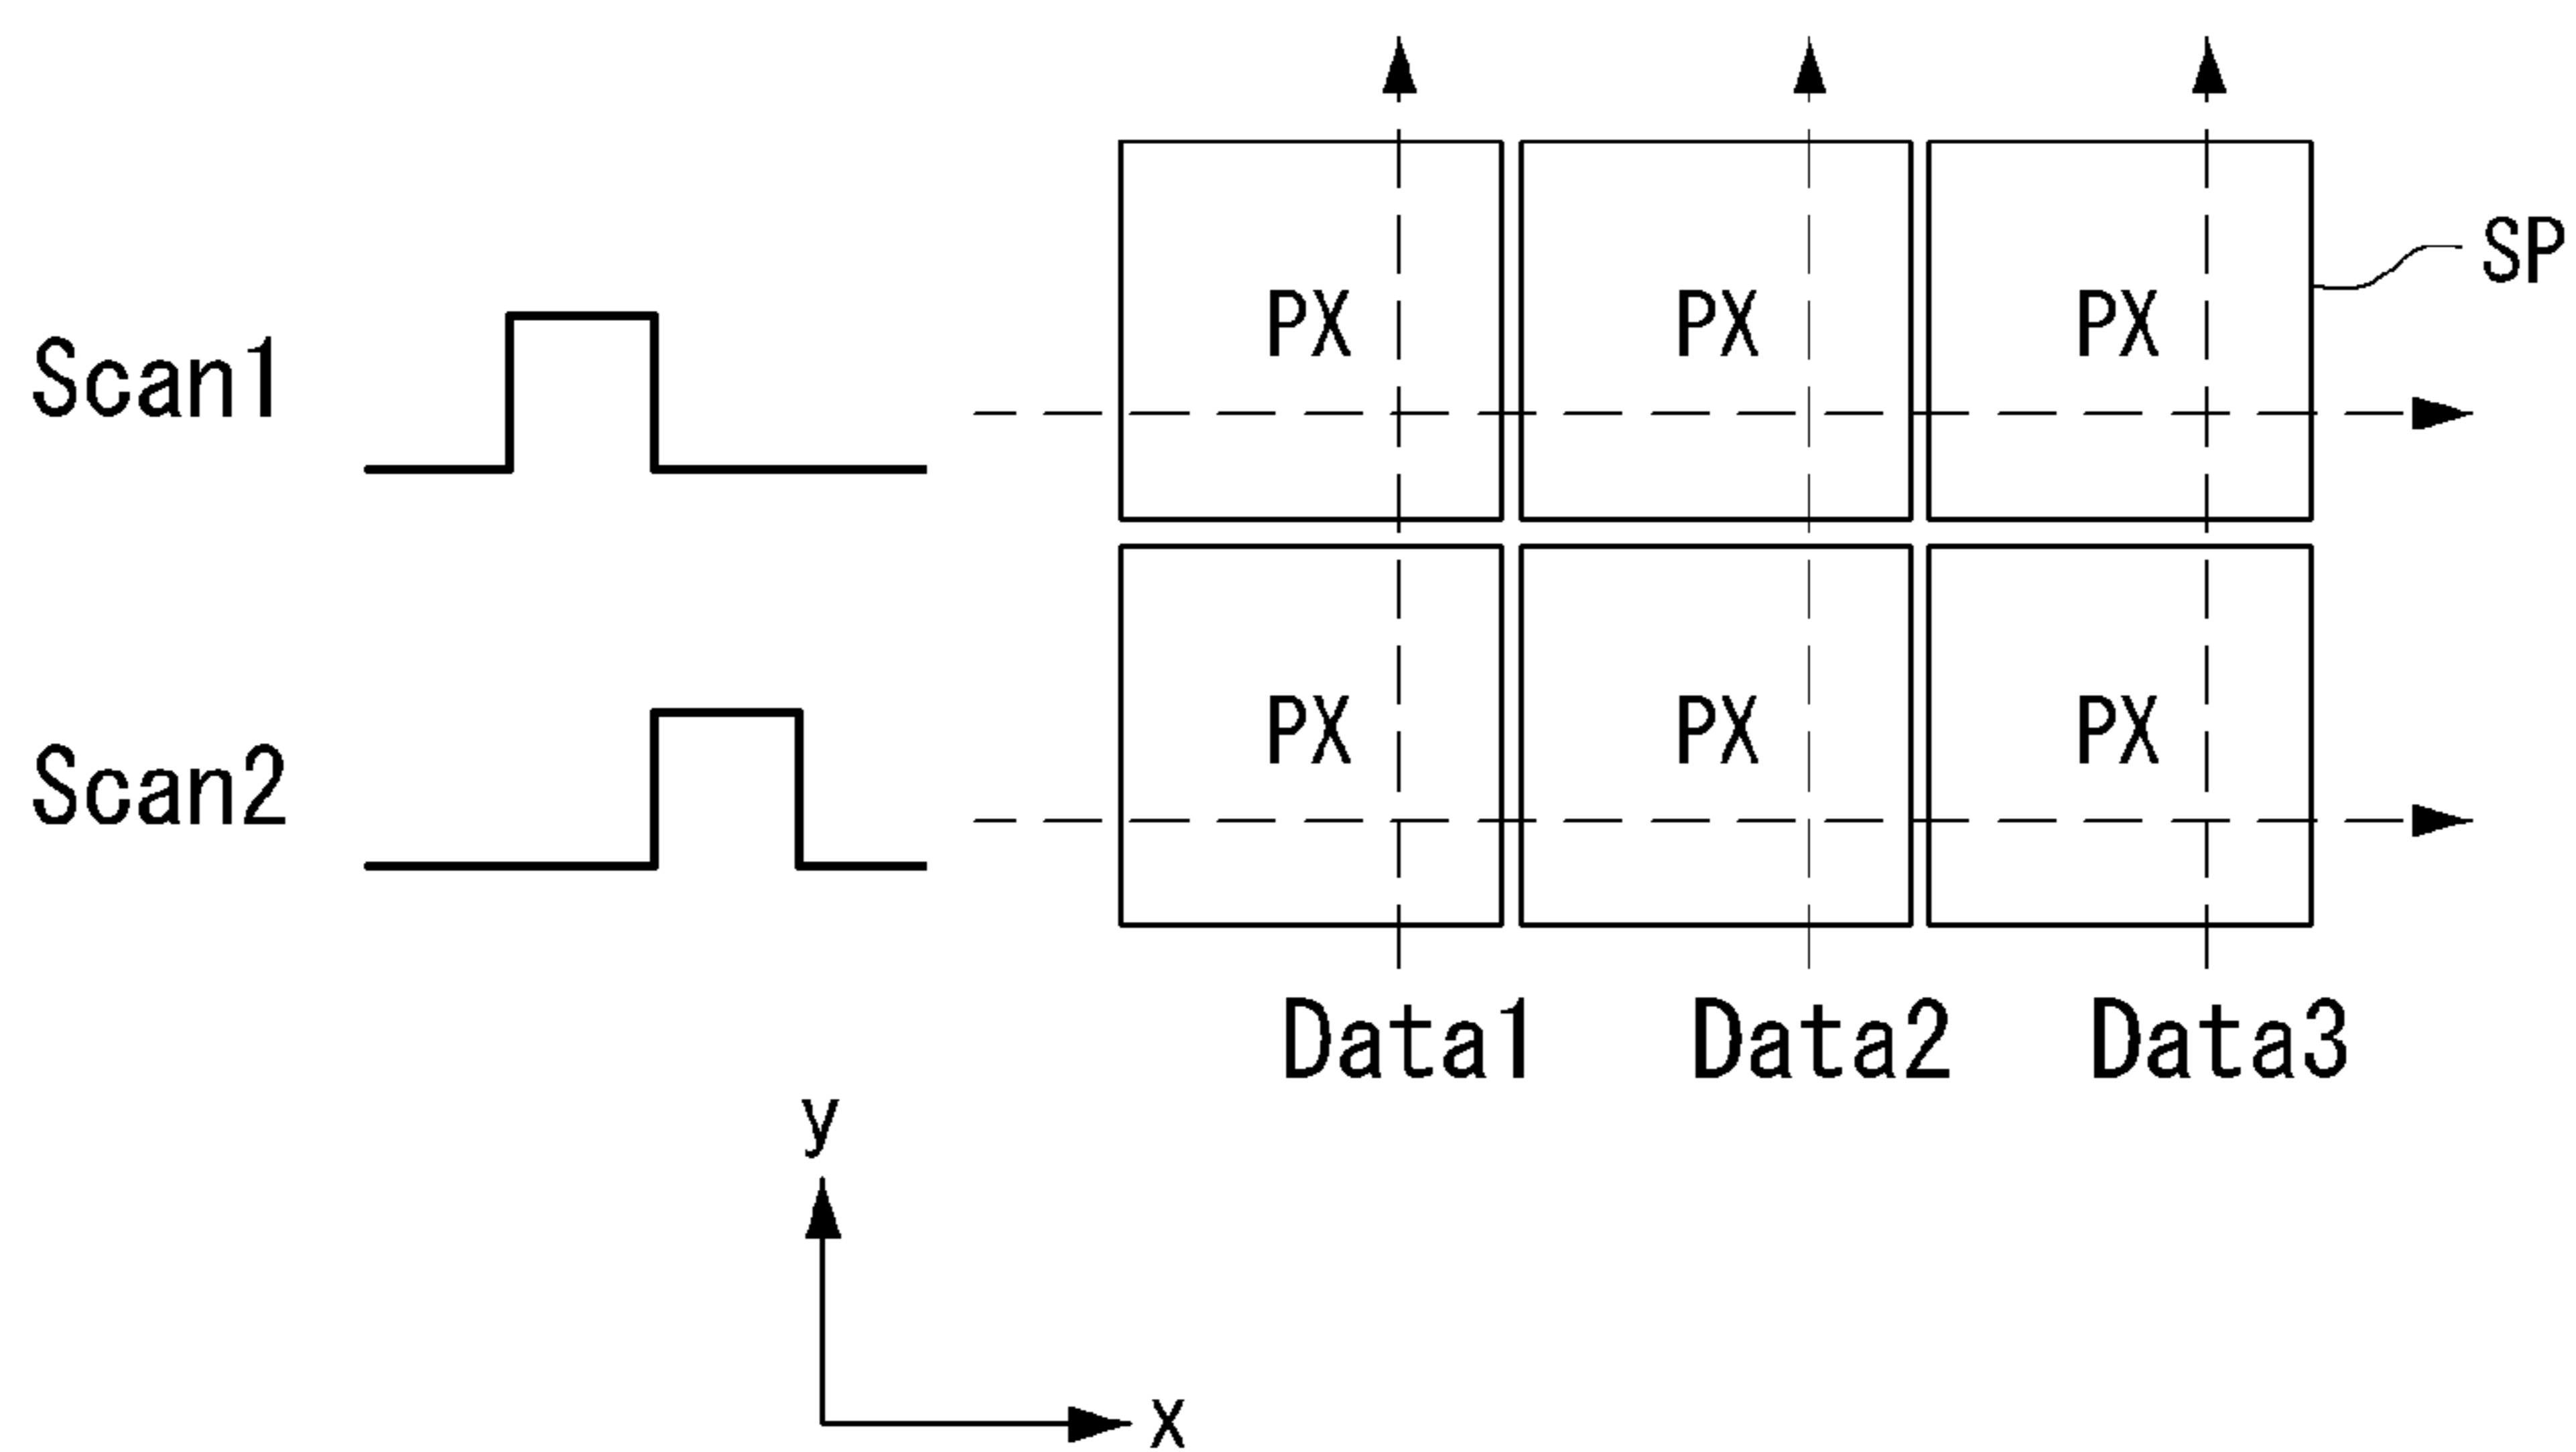 SP
PX PX PX
Scan1
PX PX PX
Scan2
Data1 Data2 Data3
y
x